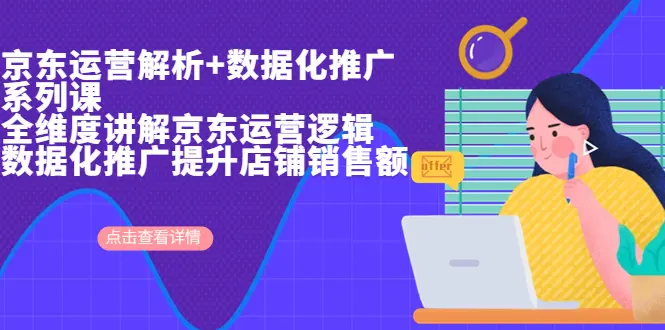 京东运营解析+数据化推广
系列课
全维度讲解京东运营逻辑
数据化推广提升店铺销售额
offer
点击查看详情